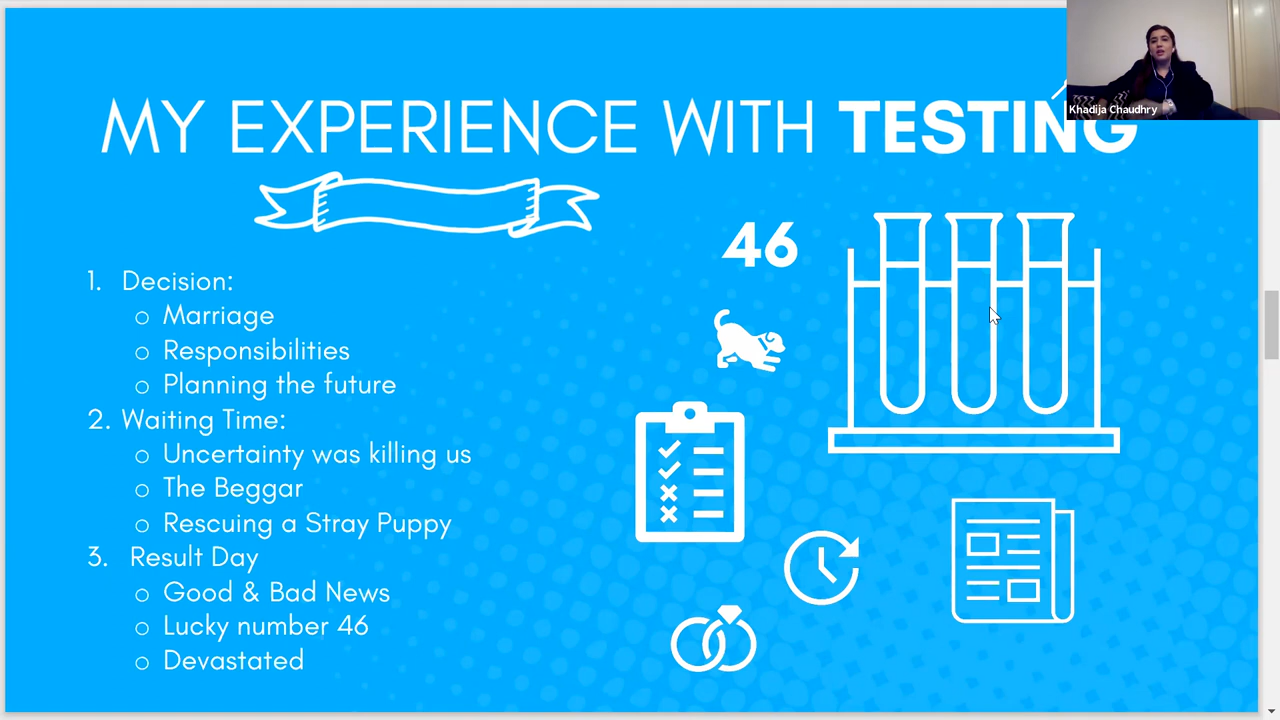 Khadija Chaudhry
MY EXPERIENCE WITH TESTING
46
1. Decision:
○ Marriage
○ Responsibilities
○ Planning the future
2. Waiting Time:
○ Uncertainty was killing us
○ The Beggar
○ Rescuing a Stray Puppy
3. Result Day
○ Good & Bad News
○ Lucky number 46
○ Devastated